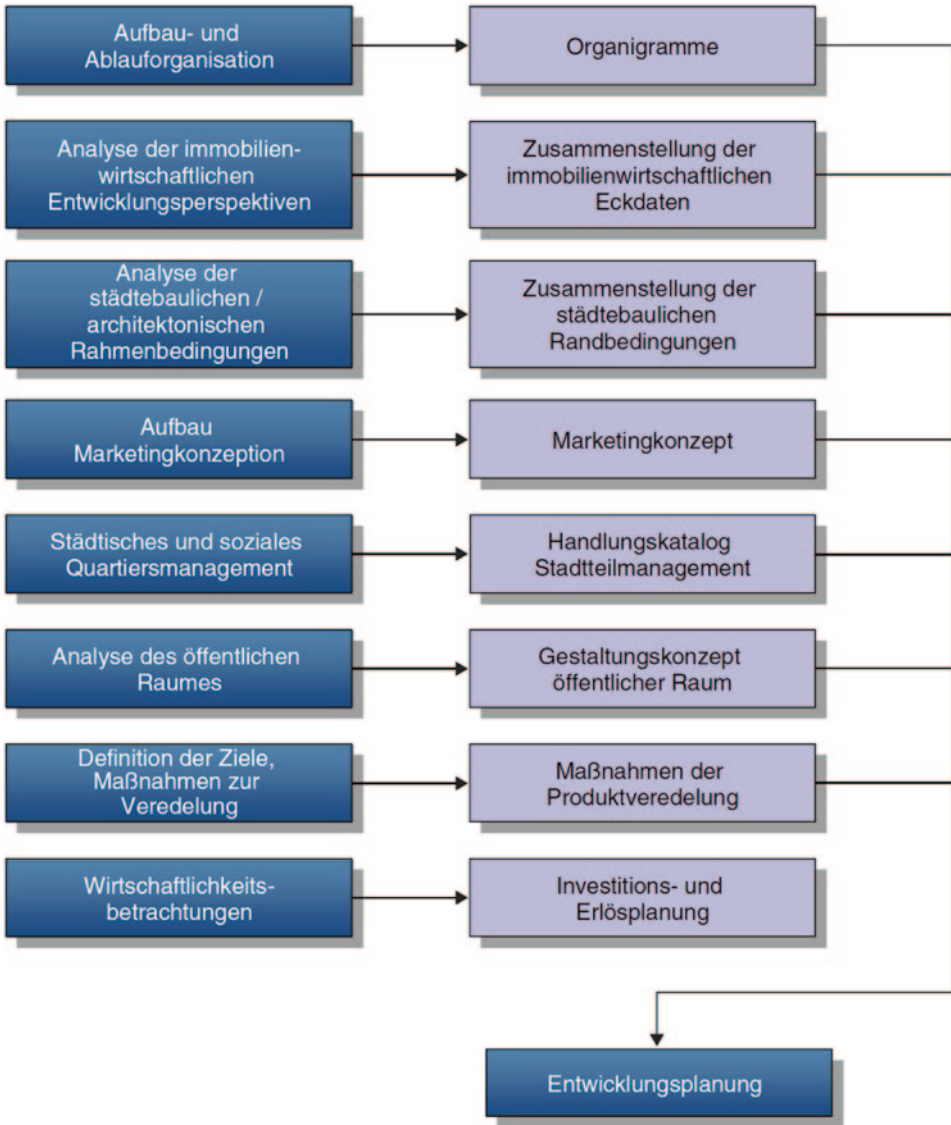 Aufbau- und
Ablauforganisation
Organigramme
Analyse der immobilien-
wirtschaftlichen
Entwicklungsperspektiven
Zusammenstellung der
immobilienwirtschaftlichen
Eckdaten
Analyse der
städtebaulichen /
architektonischen
Rahmenbedingungen
Zusammenstellung der
städtebaulichen
Randbedingungen
Aufbau
Marketingkonzeption
Marketingkonzept
Städtisches und soziales
Quartiersmanagement
Handlungskatalog
Stadtteilmanagement
Analyse des öffentlichen
Raumes
Gestaltungskonzept
öffentlicher Raum
Definition der Ziele,
Maßnahmen zur
Veredelung
Maßnahmen der
Produktveredelung
Wirtschaftlichkeits-
betrachtungen
Investitions- und
Erlösplanung
Entwicklungsplanung